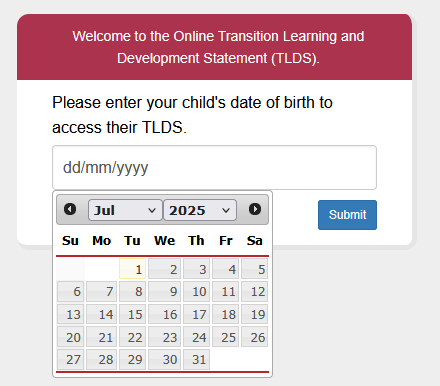 Welcome to the Online Transition Learning and
Development Statement (TLDS).
Please enter your child's date of birth to
access their TLDS.
dd/mm/yyyy
Jul 2025
Submit
Su Mo Tu We Th Fr Sa
1 2 3 4 5
6 7 8 9 10 11 12
13 14 15 16 17 18 19
20 21 22 23 24 25 26
27 28 29 30 31